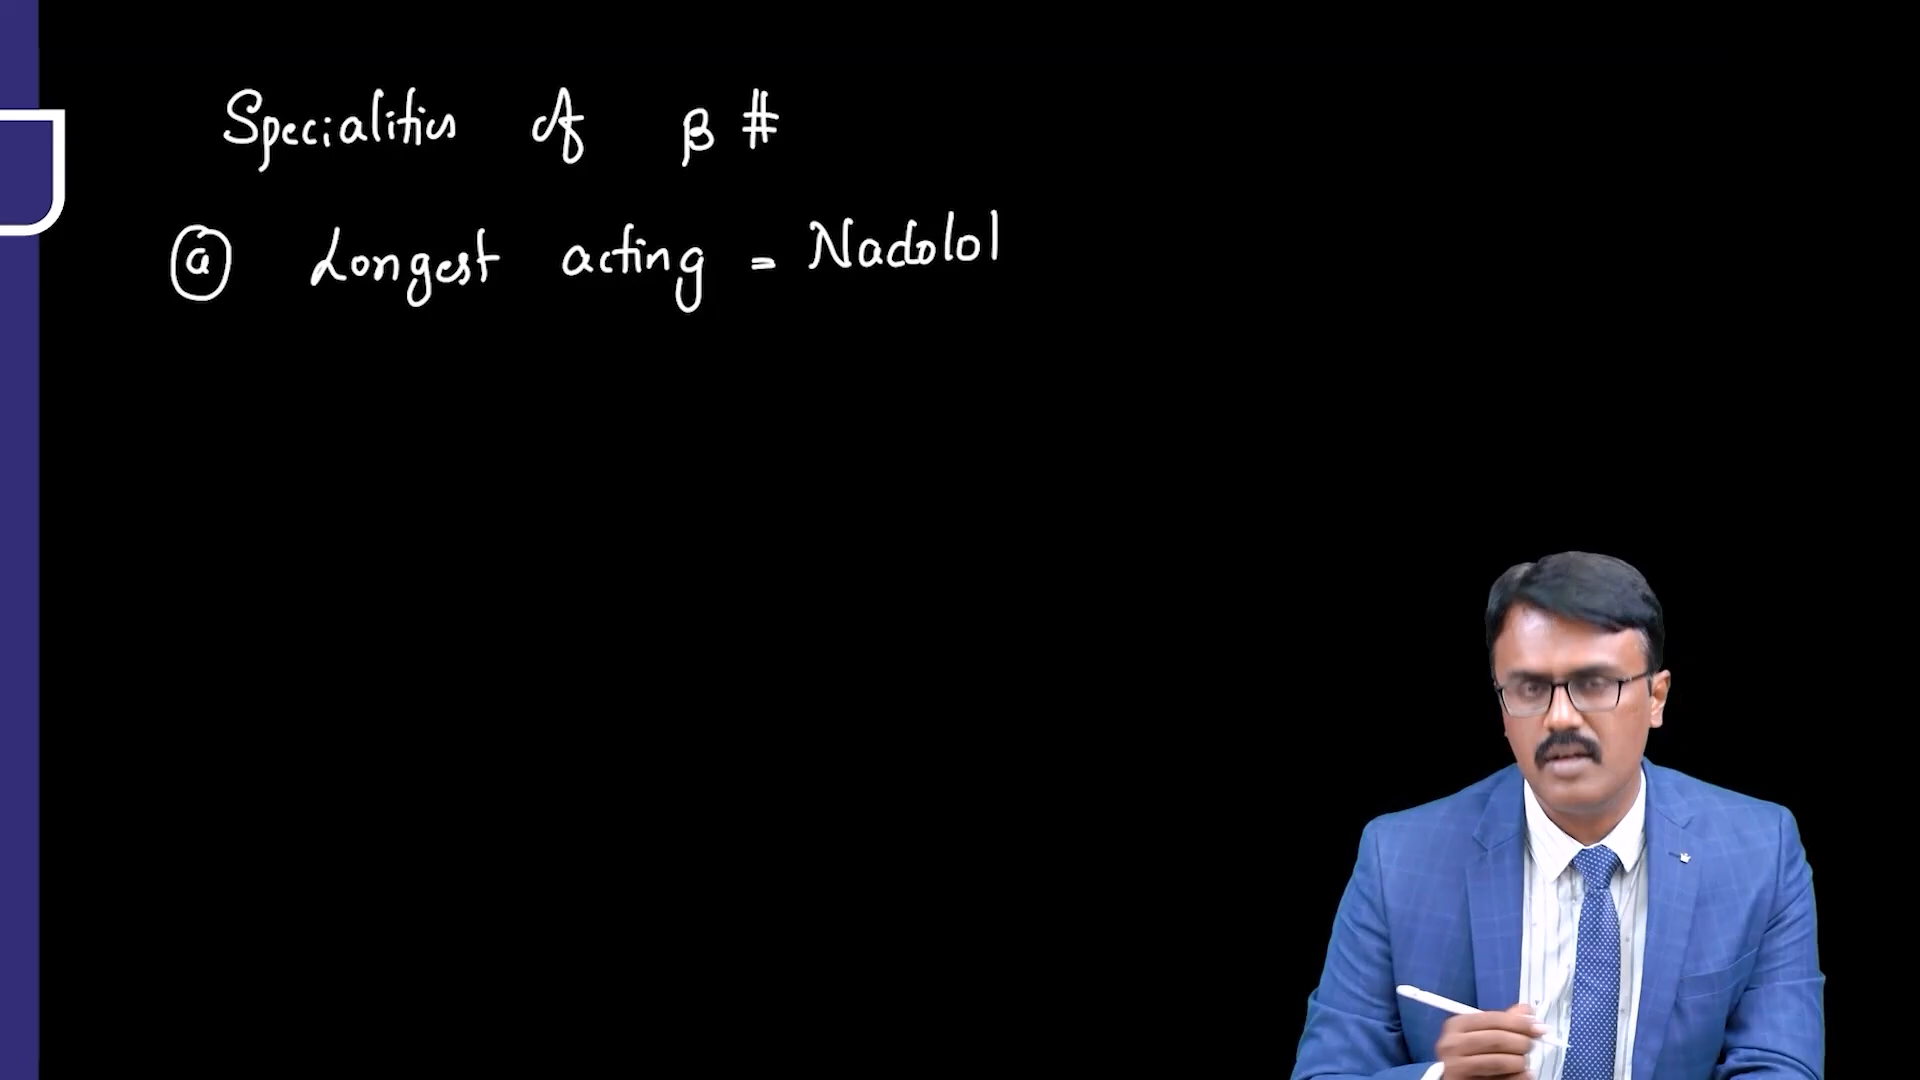 Specialities of β #
ⓐ Longest acting = Nadolol